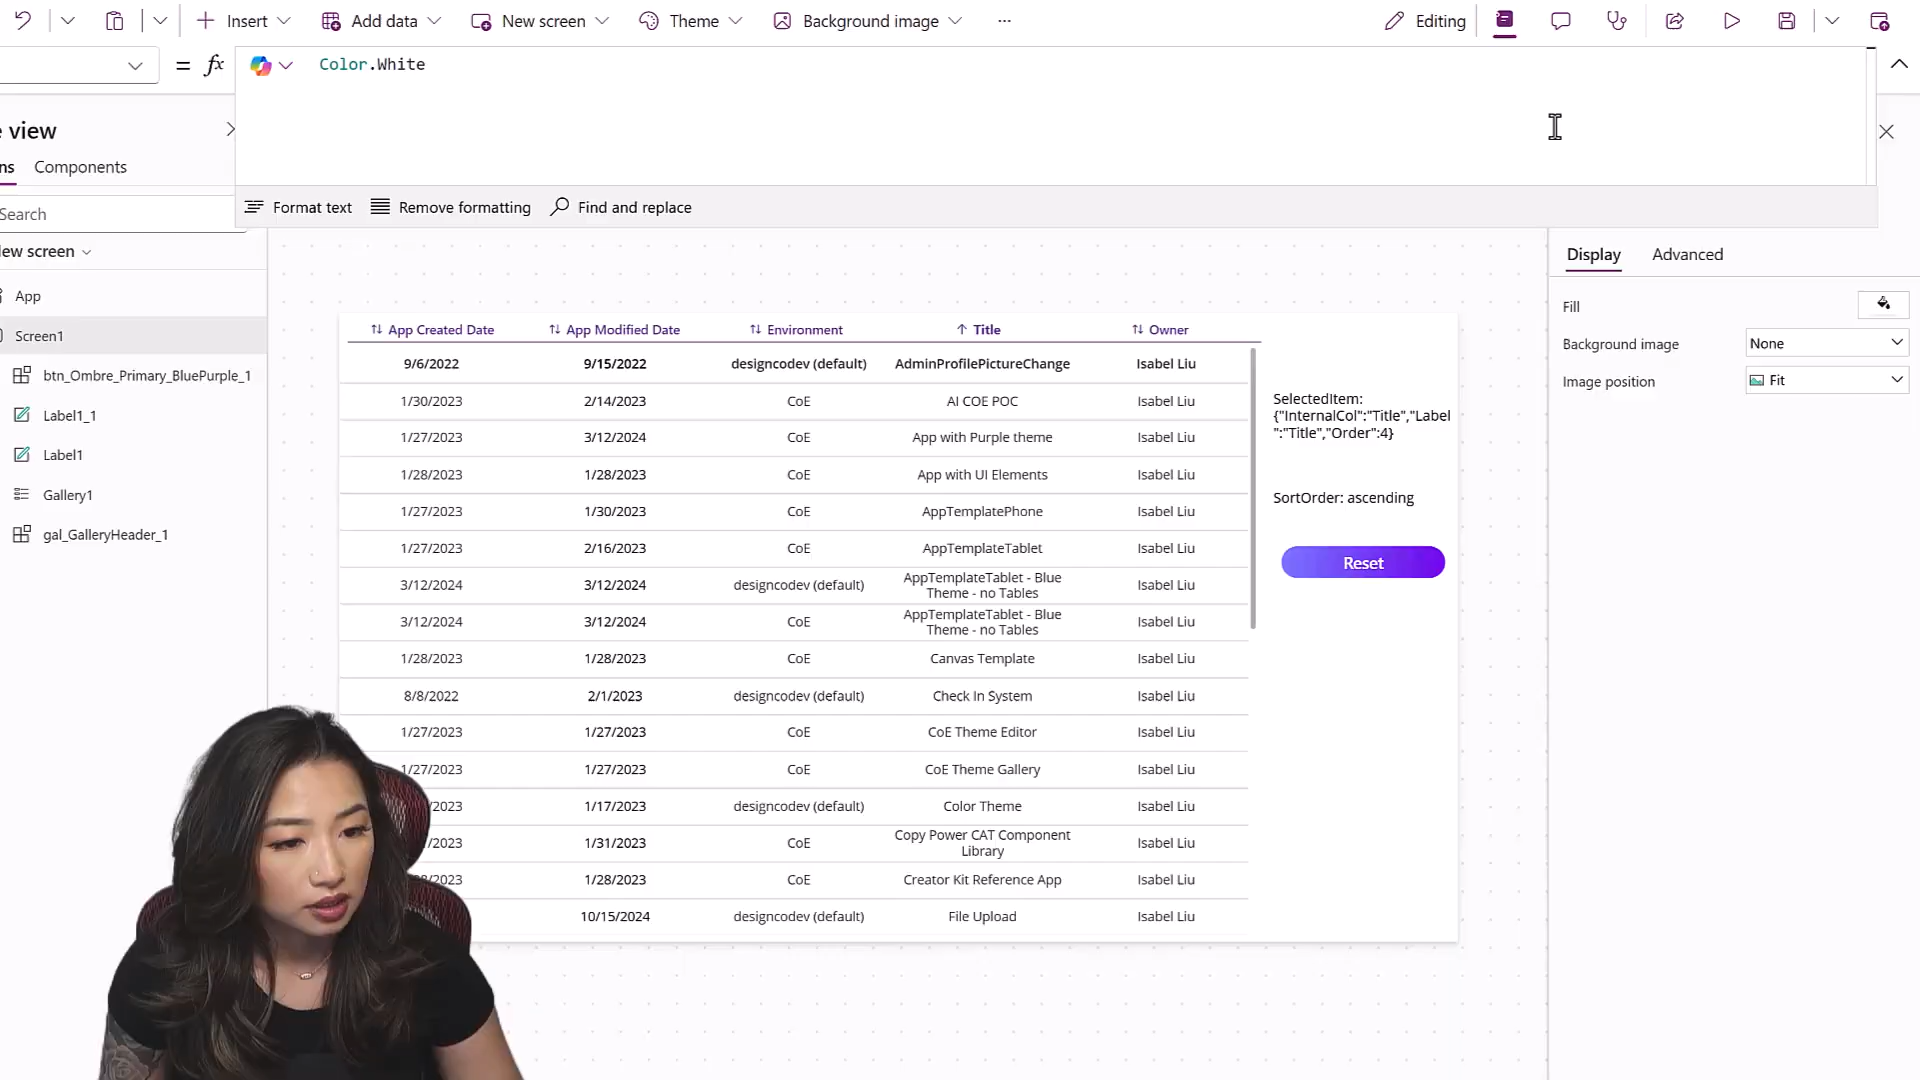 Insert
Add data
New screen
Theme
Background image
...
Editing
= fx
Color.White
e view
ns Components
Search
Format text
Remove formatting
Find and replace
ew screen
App
Screen1
btn_Ombre_Primary_BluePurple_1
Label1_1
Label1
Gallery1
gal_GalleryHeader_1
App Created Date App Modified Date Environment Title Owner
9/6/2022 9/15/2022 designcodev (default) AdminProfilePictureChange Isabel Liu
1/30/2023 2/14/2023 CoE AI COE POC Isabel Liu
1/27/2023 3/12/2024 CoE App with Purple theme Isabel Liu
1/28/2023 1/28/2023 CoE App with UI Elements Isabel Liu
1/27/2023 1/30/2023 CoE AppTemplatePhone Isabel Liu
1/27/2023 2/16/2023 CoE AppTemplateTablet Isabel Liu
3/12/2024 3/12/2024 designcodev (default) AppTemplateTablet - Blue Theme - no Tables Isabel Liu
3/12/2024 3/12/2024 CoE AppTemplateTablet - Blue Theme - no Tables Isabel Liu
1/28/2023 1/28/2023 CoE Canvas Template Isabel Liu
8/8/2022 2/1/2023 designcodev (default) Check In System Isabel Liu
1/27/2023 1/27/2023 CoE CoE Theme Editor Isabel Liu
1/27/2023 1/27/2023 CoE CoE Theme Gallery Isabel Liu
/2023 1/17/2023 designcodev (default) Color Theme Isabel Liu
/2023 1/31/2023 CoE Copy Power CAT Component Library Isabel Liu
/2023 1/28/2023 CoE Creator Kit Reference App Isabel Liu
10/15/2024 designcodev (default) File Upload Isabel Liu
SelectedItem:
{"InternalCol":"Title","Label
":"Title","Order":4}
SortOrder: ascending
Reset
Display Advanced
Fill
Background image None
Image position Fit